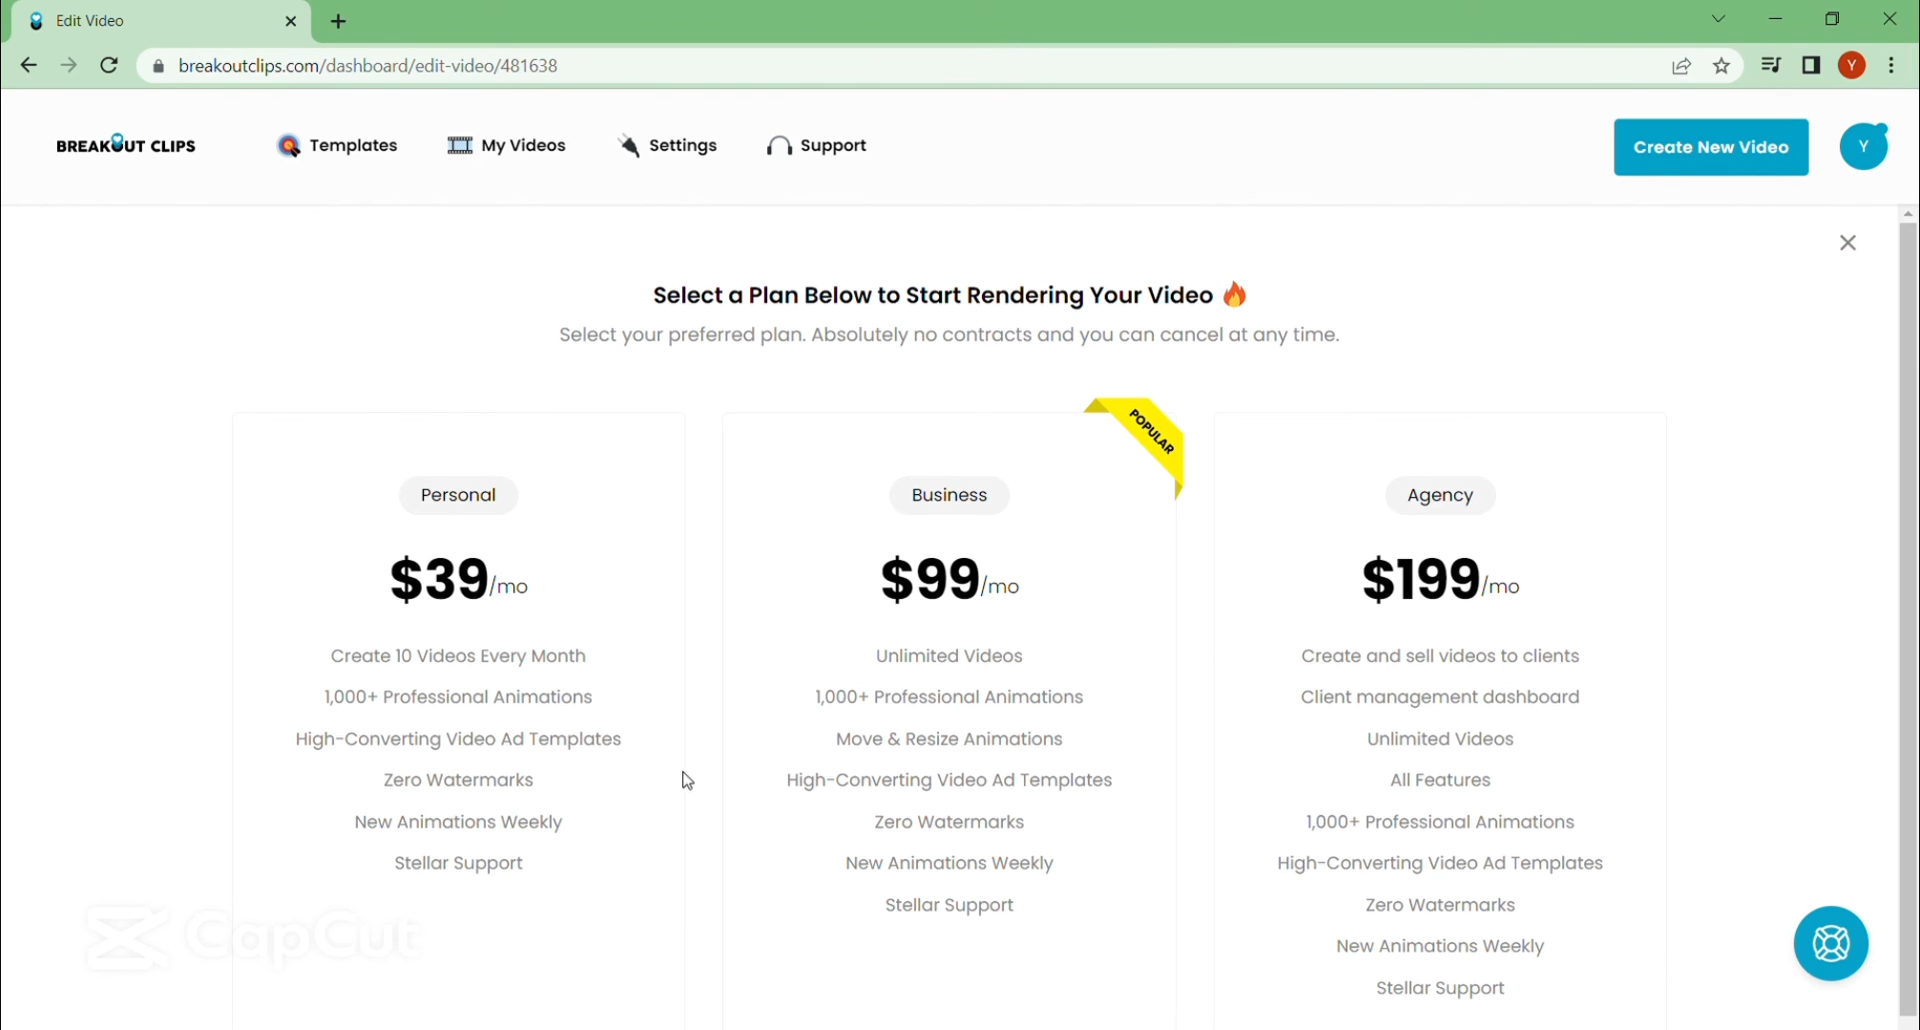 Edit Video
breakoutclips.com/dashboard/edit-video/481638
Y
BREAKOUT CLIPS
Templates
My Videos
Settings
Support
Create New Video
Y
Select a Plan Below to Start Rendering Your Video 🔥
Select your preferred plan. Absolutely no contracts and you can cancel at any time.
Personal
$39/mo
Create 10 Videos Every Month
1,000+ Professional Animations
High-Converting Video Ad Templates
Zero Watermarks
New Animations Weekly
Stellar Support
POPULAR
Business
$99/mo
Unlimited Videos
1,000+ Professional Animations
Move & Resize Animations
High-Converting Video Ad Templates
Zero Watermarks
New Animations Weekly
Stellar Support
Agency
$199/mo
Create and sell videos to clients
Client management dashboard
Unlimited Videos
All Features
1,000+ Professional Animations
High-Converting Video Ad Templates
Zero Watermarks
New Animations Weekly
Stellar Support
CapCut